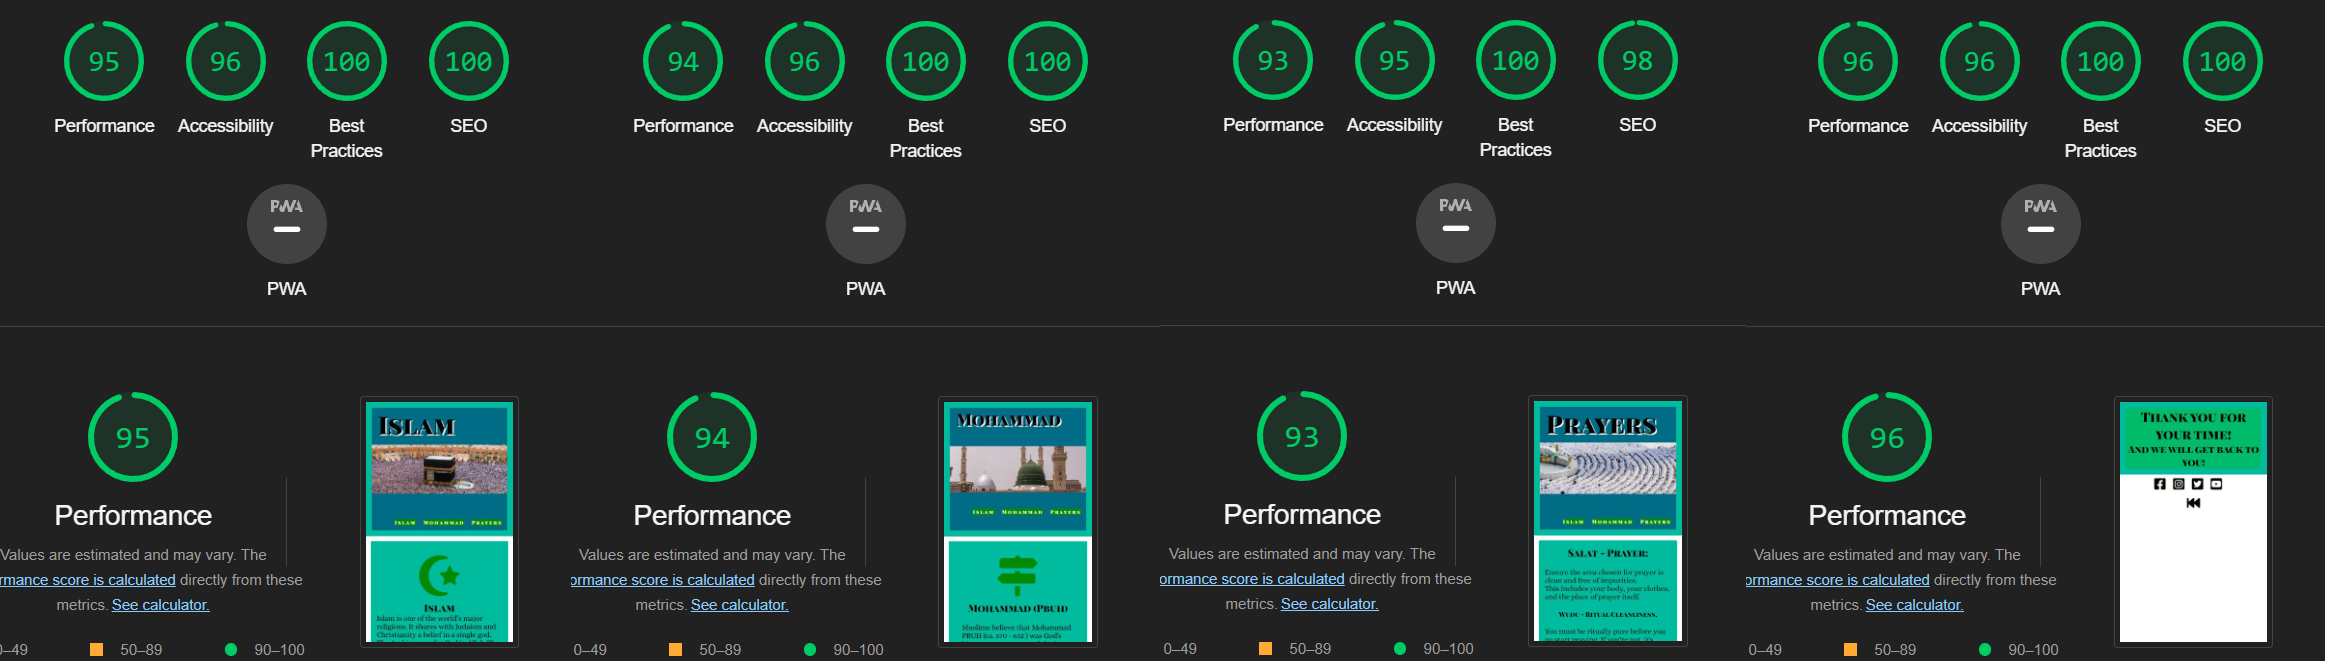 95 96 100 100
Performance Accessibility Best Practices SEO
PWA
PWA
95
Performance
Values are estimated and may vary. The
rmance score is calculated directly from these
metrics. See calculator.
0–49 50–89 90–100
ISLAM
ISLAM MOHAMMAD PRAYERS
ISLAM
Islam is one of the world's major
religions. It shares with Judaism and
Christianity a belief in a single god.
94 96 100 100
Performance Accessibility Best Practices SEO
PWA
PWA
94
Performance
Values are estimated and may vary. The
ormance score is calculated directly from these
metrics. See calculator.
0–49 50–89 90–100
MOHAMMAD
ISLAM MOHAMMAD PRAYERS
MOHAMMAD (PBUH)
Muslims believe that Mohammad
PBUH (ca. 570 - 632 ) was God's
93 95 100 98
Performance Accessibility Best Practices SEO
PWA
PWA
93
Performance
Values are estimated and may vary. The
ormance score is calculated directly from these
metrics. See calculator.
0–49 50–89 90–100
PRAYERS
ISLAM MOHAMMAD PRAYERS
SALAT - PRAYER:
Ensure the area chosen for prayer is
clean and free of impurities.
This includes your body, your clothes,
and the place of prayer itself.
WUDU - RITUAL CLEANLINESS.
You must be ritually pure before you
96 96 100 100
Performance Accessibility Best Practices SEO
PWA
PWA
96
Performance
Values are estimated and may vary. The
ormance score is calculated directly from these
metrics. See calculator.
0–49 50–89 90–100
THANK YOU FOR
YOUR TIME!
AND WE WILL GET BACK TO
YOU!